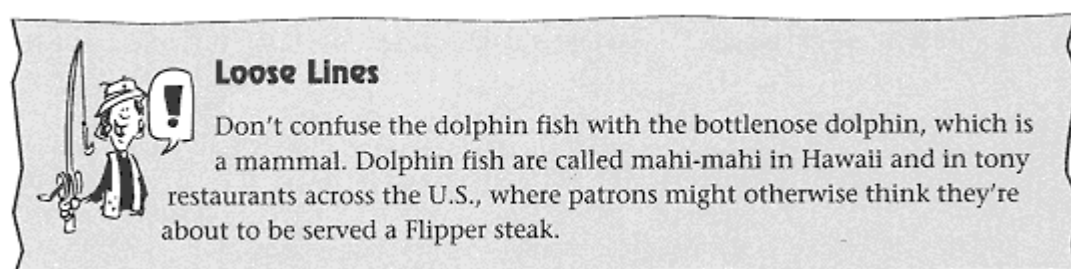 !
Loose Lines
Don't confuse the dolphin fish with the bottlenose dolphin, which is
a mammal. Dolphin fish are called mahi-mahi in Hawaii and in tony
restaurants across the U.S., where patrons might otherwise think they're
about to be served a Flipper steak.